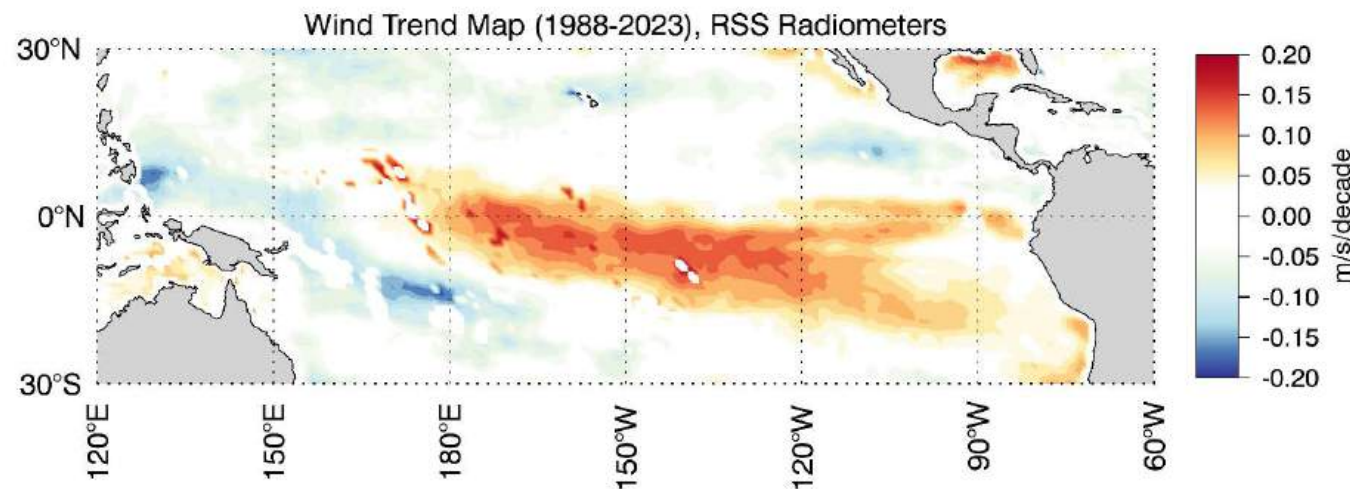 Wind Trend Map (1988-2023), RSS Radiometers
30°N
0°N
30°S
120°E
150°E
180°E
150°W
120°W
90°W
60°W
0.20
0.15
0.10
0.05
0.00
-0.05
-0.10
-0.15
-0.20
m/s/decade